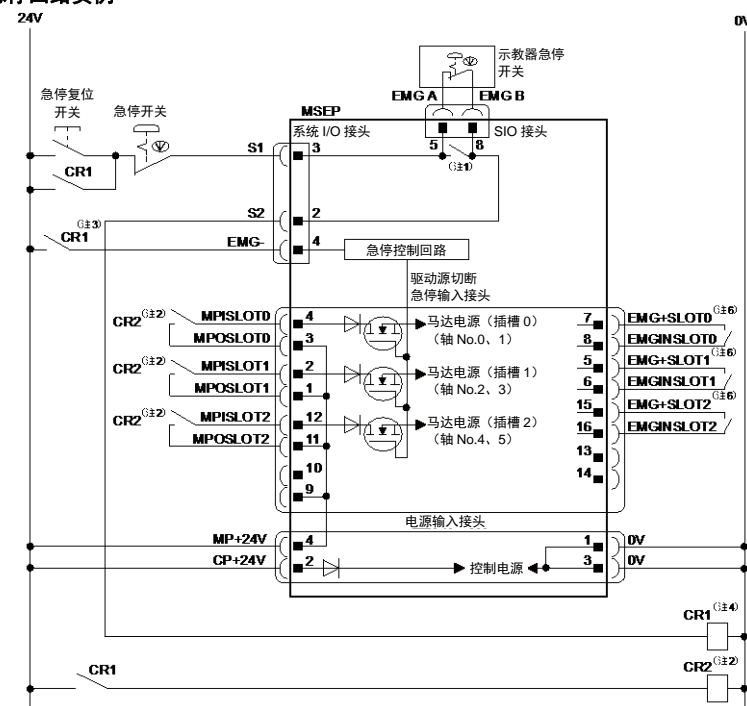 24V
0V
示教器急停
开关
EMG A
EMG B
急停复位
开关
急停开关
MSEP
系统 I/O 接头
SIO 接头
S1
3
5
8
(注1)
CR1
S2
2
CR1(注3)
EMG-
4
急停控制回路
驱动源切断
急停输入接头
CR2(注2)
MPISLOT0
4
马达电源（插槽 0）
7
EMG+SLOT0(注6)
MPOSLOT0
3
（轴 No.0、1）
8
EMGINSLOT0
CR2(注2)
MPISLOT1
2
马达电源（插槽 1）
5
EMG+SLOT1(注6)
MPOSLOT1
1
（轴 No.2、3）
6
EMGINSLOT1
CR2(注2)
MPISLOT2
12
马达电源（插槽 2）
15
EMG+SLOT2(注6)
MPOSLOT2
11
（轴 No.4、5）
16
EMGINSLOT2
10
13
9
14
电源输入接头
MP+24V
4
1
0V
CP+24V
2
控制电源
3
0V
CR1(注4)
CR1
CR2(注2)